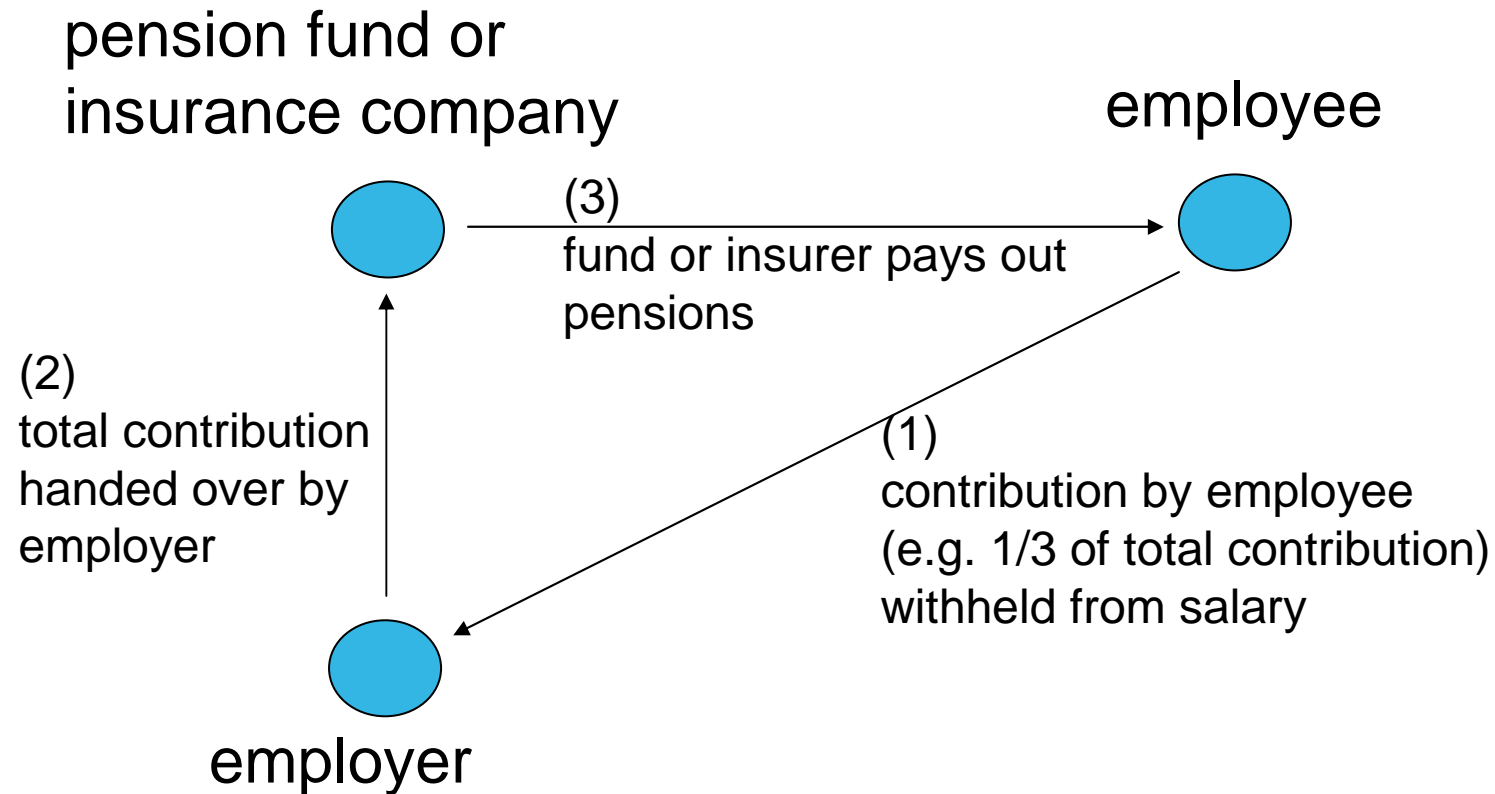 pension fund or
insurance company
employee
(3)
fund or insurer pays out
pensions
(2)
total contribution
handed over by
employer
(1)
contribution by employee
(e.g. 1/3 of total contribution)
withheld from salary
employer